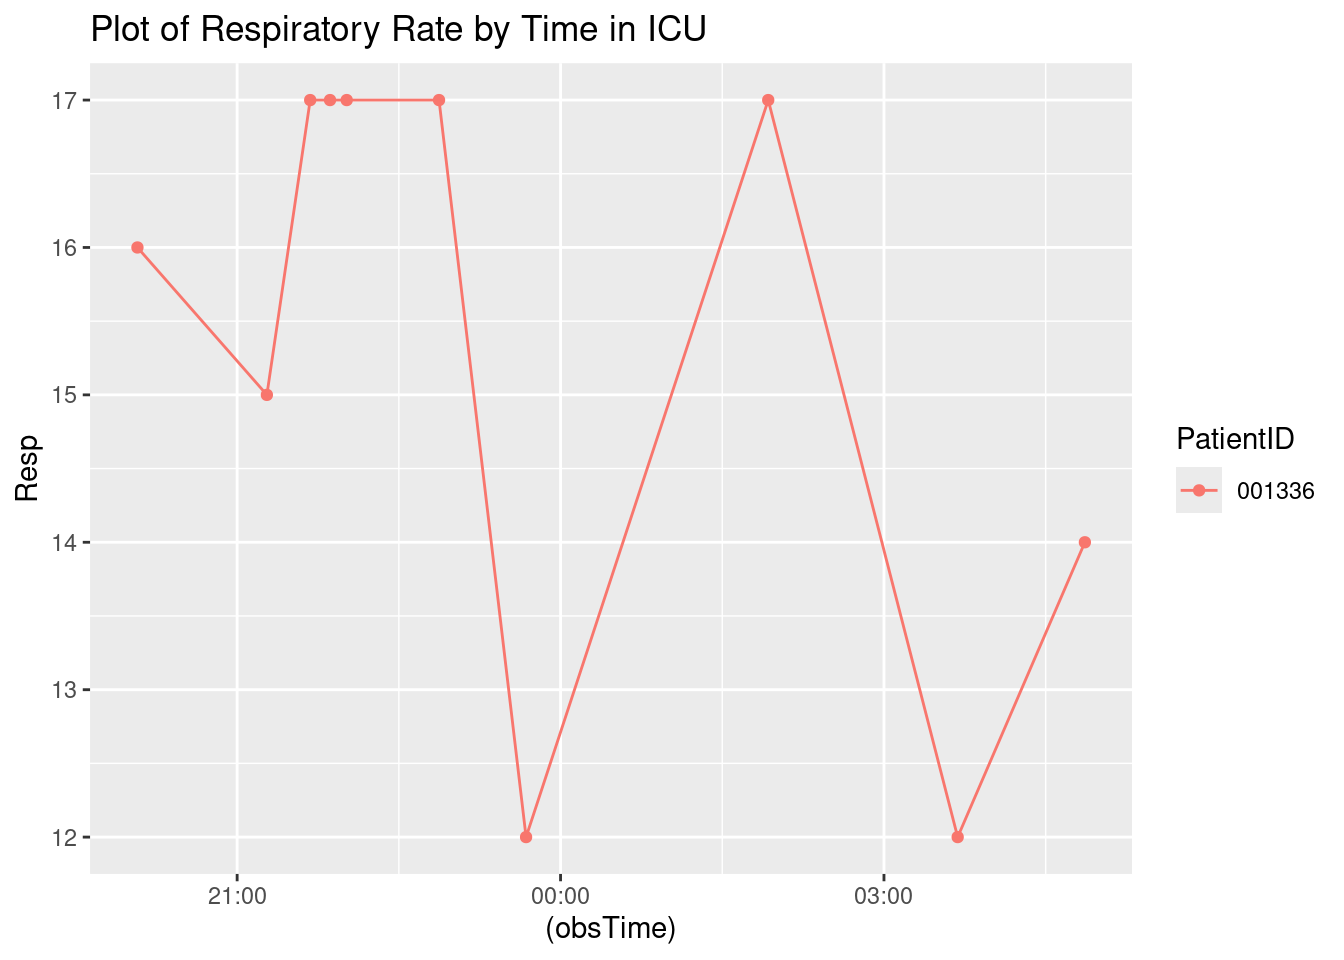 Plot of Respiratory Rate by Time in ICU
17
16
15
14
13
12
Resp
21:00 00:00 03:00
(obsTime)
PatientID
001336